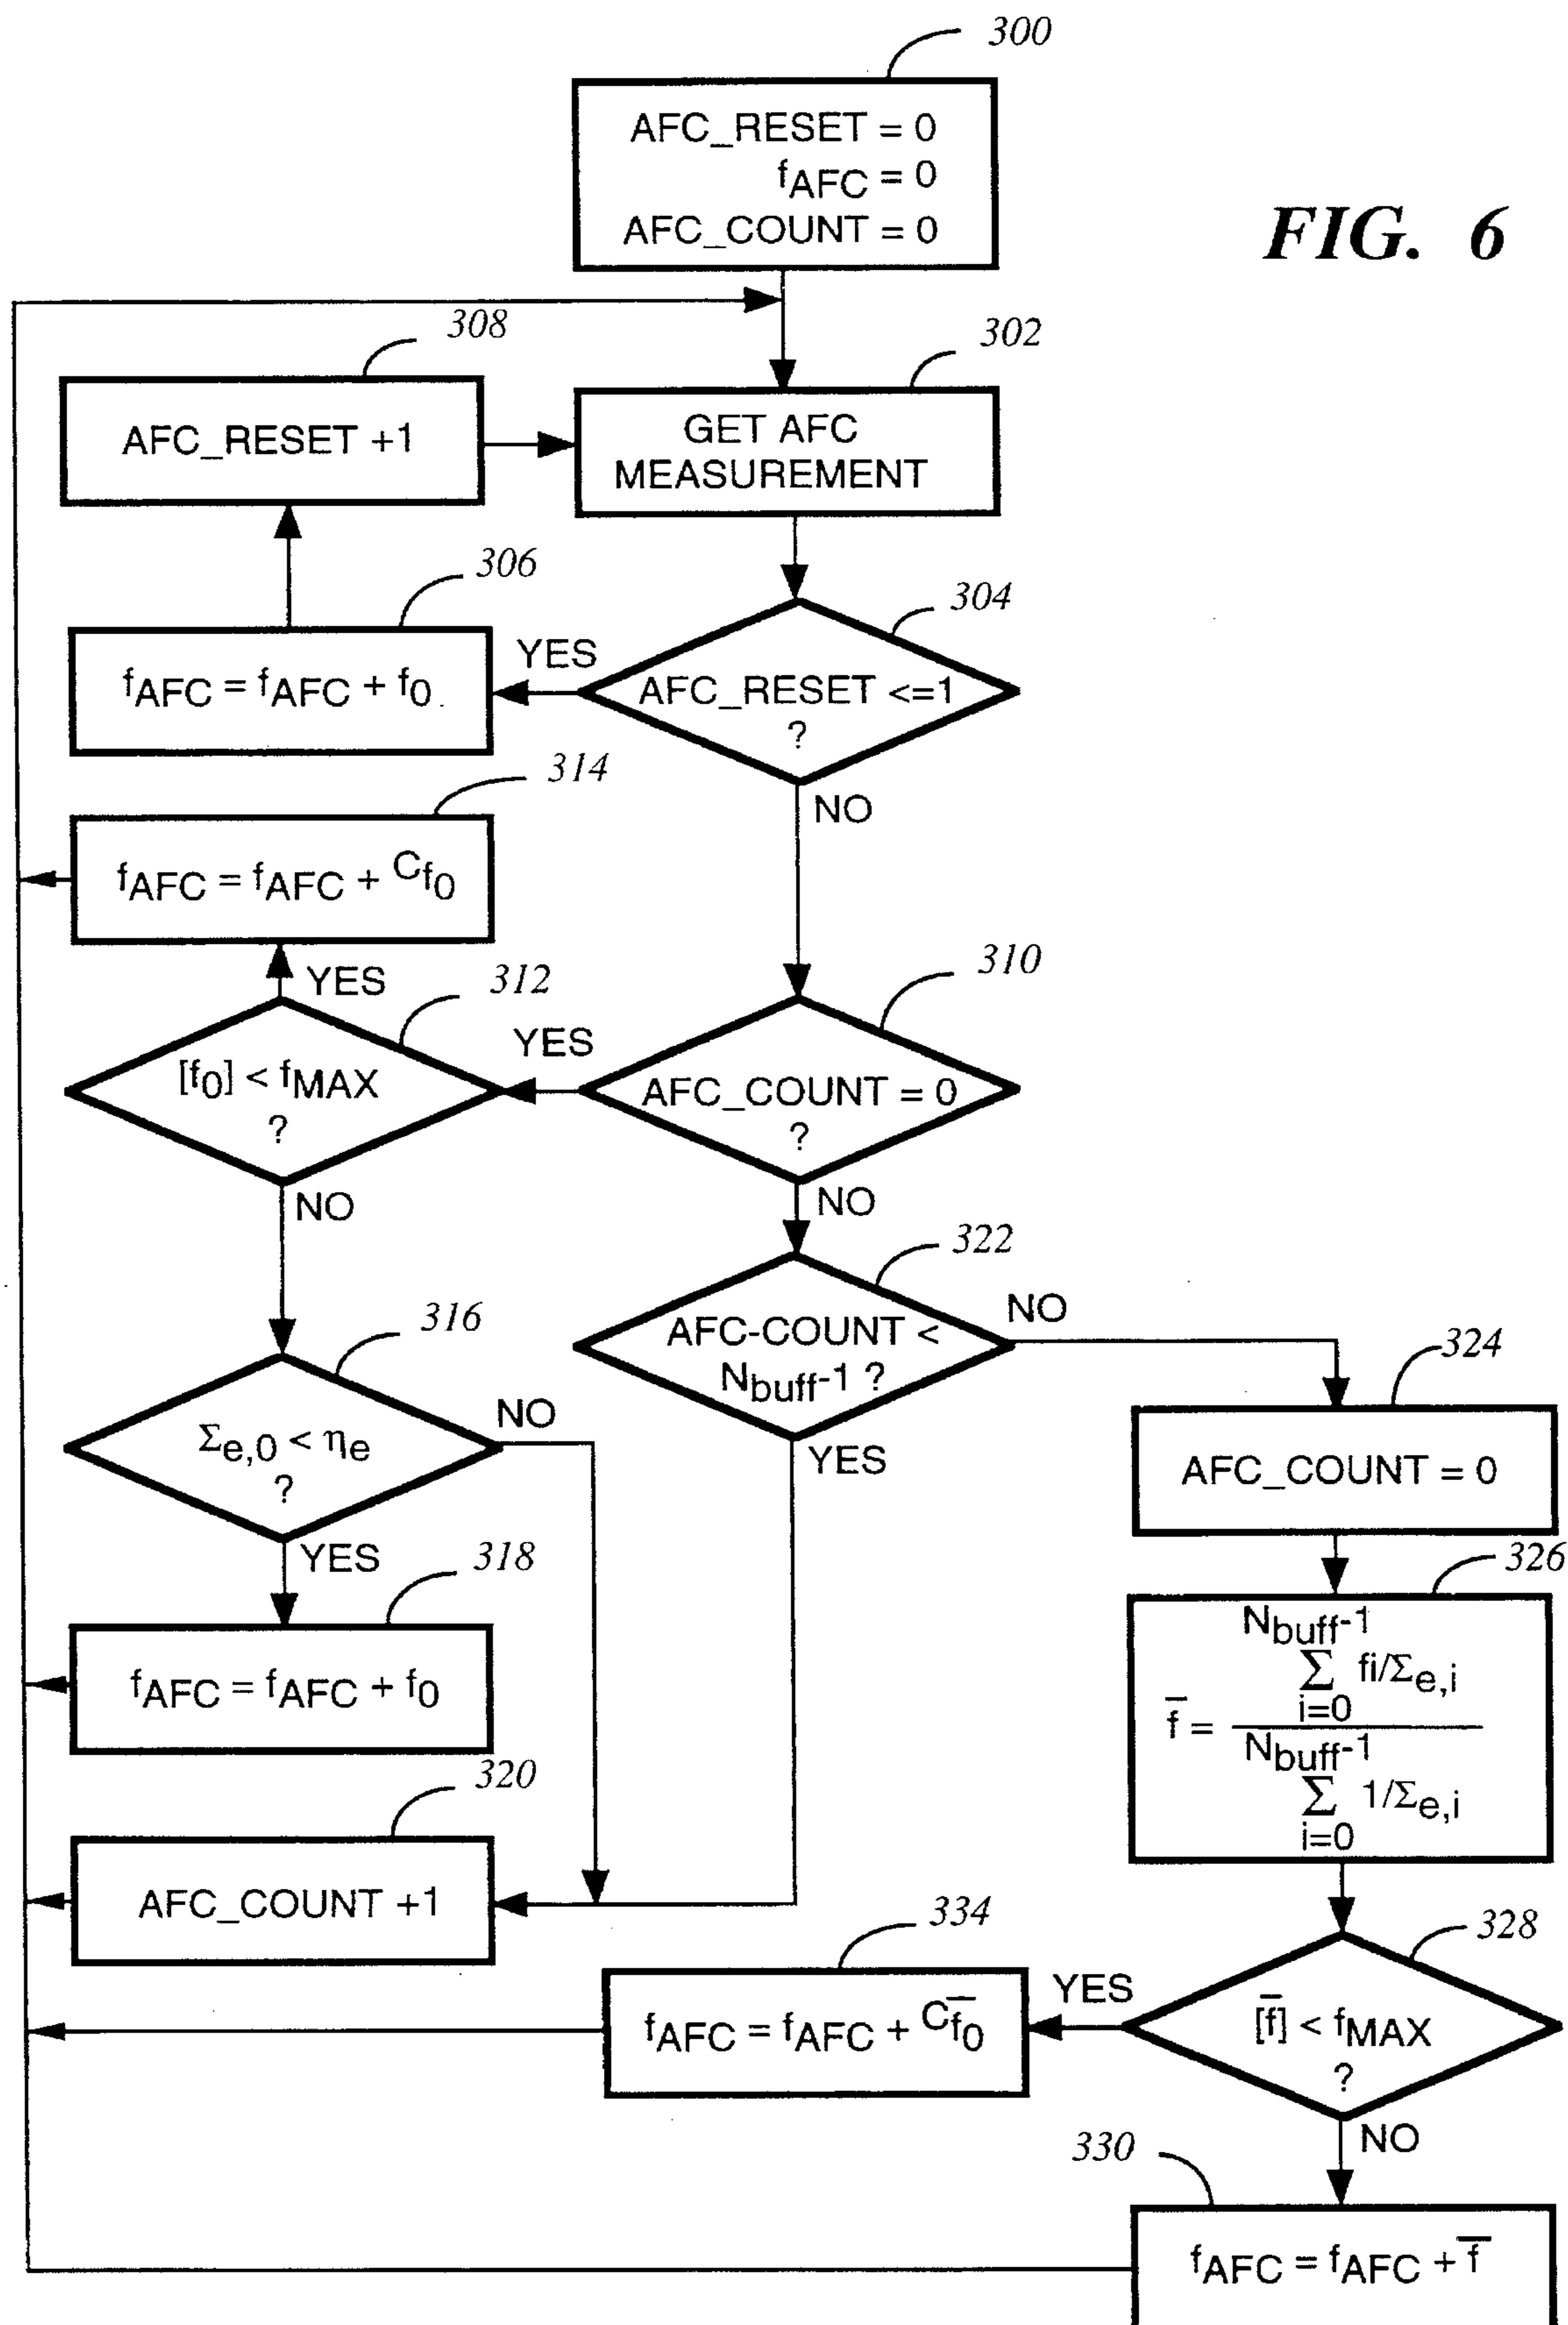 300
AFC_RESET = 0
fAFC = 0
AFC_COUNT = 0
FIG. 6
308
302
AFC_RESET +1
GET AFC
MEASUREMENT
306
304
YES
fAFC = fAFC + f0
AFC_RESET <=1
?
NO
314
fAFC = fAFC + Cf0
310
YES
312
YES
[f0] < fMAX
?
AFC_COUNT = 0
?
NO
NO
322
316
AFC-COUNT <
Nbuff-1 ?
NO
324
Σe,0 < ηe
?
NO
YES
AFC_COUNT = 0
YES
318
326
fAFC = fAFC + f0
Nbuff-1
Σ fi/Σe,i
i=0
f̅ =
Nbuff-1
Σ 1/Σe,i
i=0
320
AFC_COUNT +1
334
328
YES
fAFC = fAFC + Cf̅0
[f̅] < fMAX
?
NO
330
fAFC = fAFC + f̅